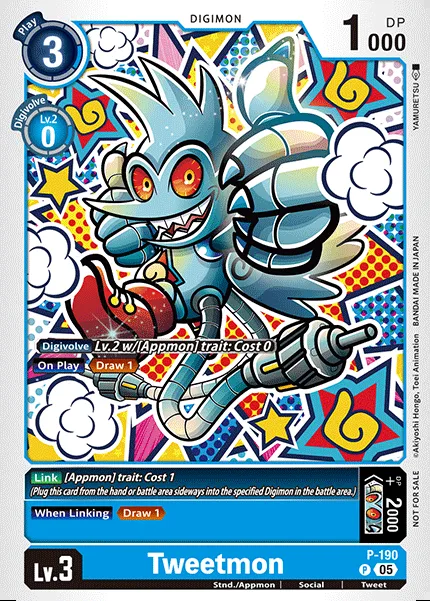 Play
3
DIGIMON
DP
1000
Digivolve
Lv.2
0
YAMURETSU
Digivolve Lv.2 w/[Appmon] trait: Cost 0
On Play Draw 1
©Akiyoshi Hongo, Toei Animation BANDAI MADE IN JAPAN
NOT FOR SALE
Link [Appmon] trait: Cost 1
(Plug this card from the hand or battle area sideways into the specified Digimon in the battle area.)
When Linking Draw 1
DP
+2000
Lv.3
Tweetmon
P-190
P 05
Stnd./Appmon Social Tweet